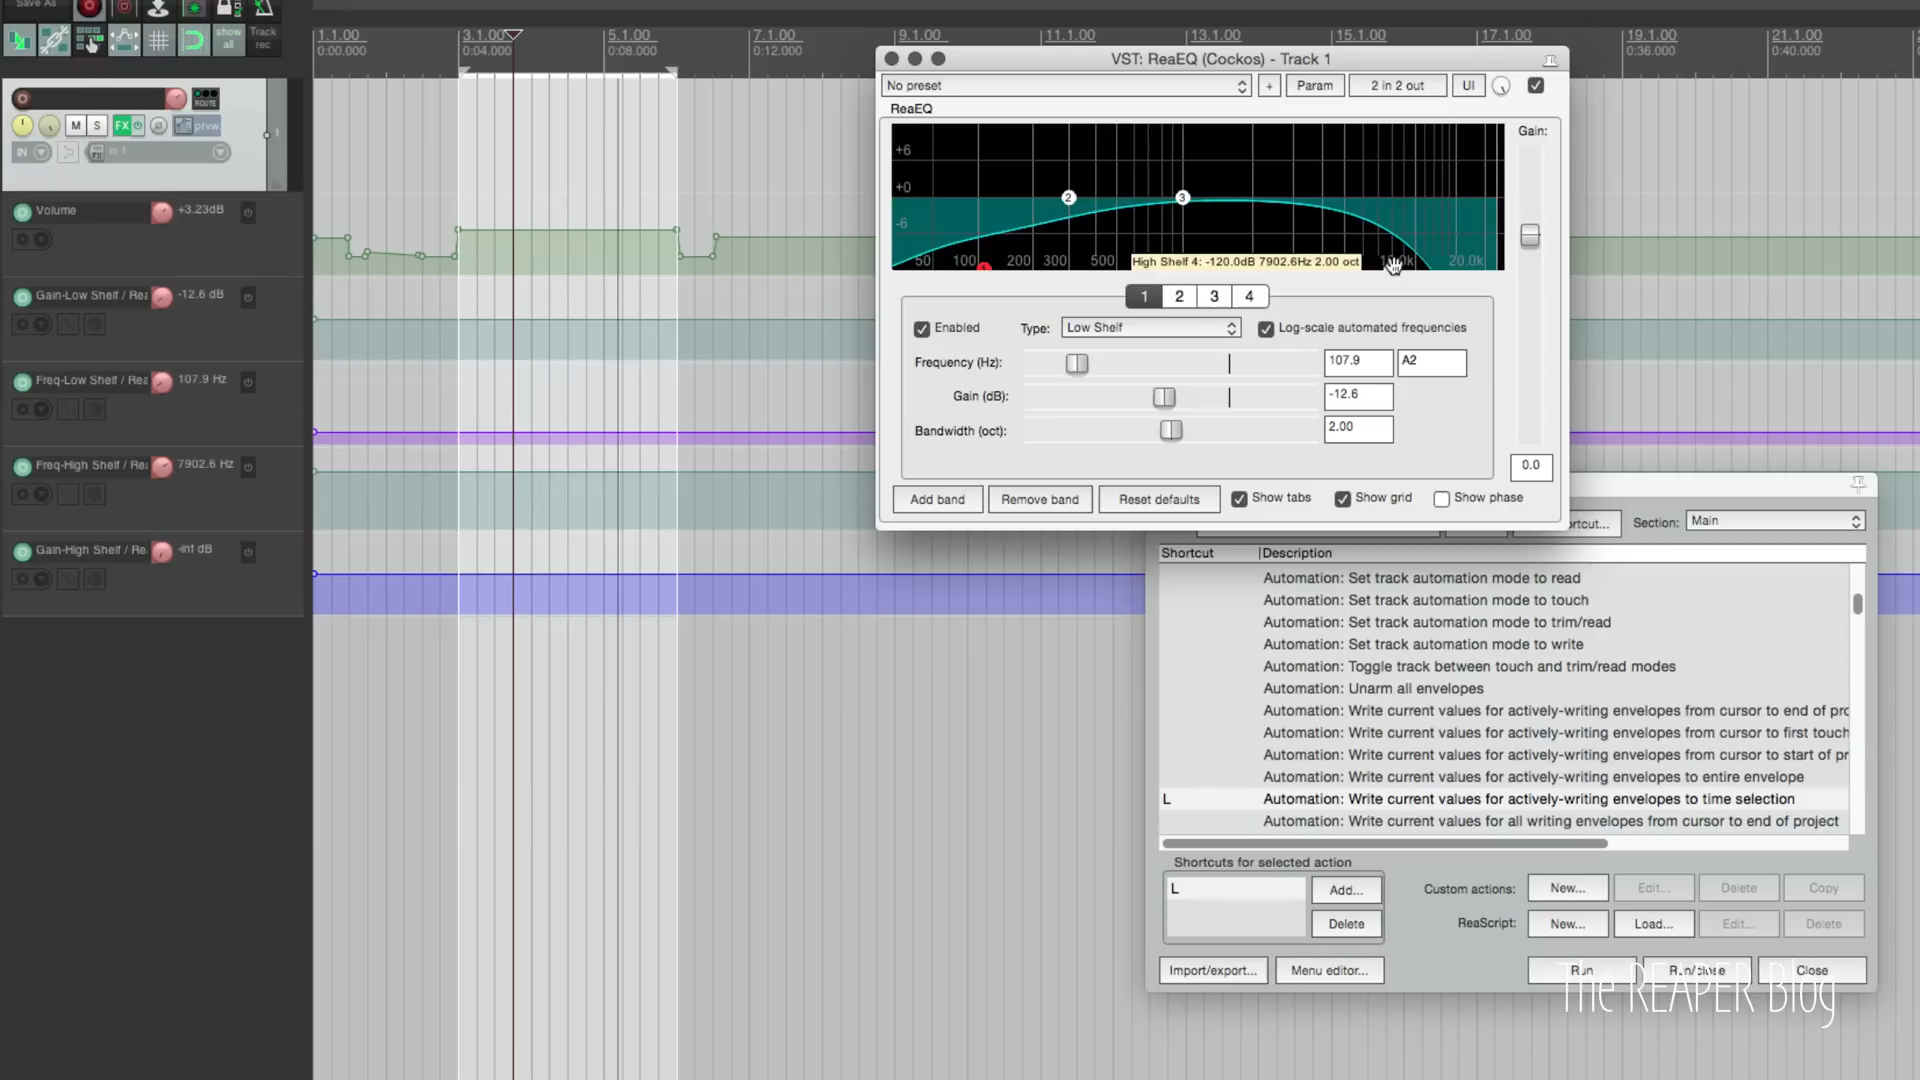 Save As
show
all
Track
rec
1.1.00
0:00.000
3.1.00
0:04.000
5.1.00
0:08.000
7.1.00
0:12.000
9.1.00
11.1.00
13.1.00
15.1.00
17.1.00
19.1.00
0:36.000
21.1.00
0:40.000
ROUTE
M S FX prvw
IN FX in 1
1
Volume +3.23dB
Gain-Low Shelf / Rea -12.6 dB
Freq-Low Shelf / Rea 107.9 Hz
Freq-High Shelf / Rea 7902.6 Hz
Gain-High Shelf / Re -inf dB
VST: ReaEQ (Cockos) - Track 1
No preset + Param 2 in 2 out UI
ReaEQ
Gain:
+6
+0
-6
2
3
50 100 200 300 500 20.0k
High Shelf 4: -120.0dB 7902.6Hz 2.00 oct
1 2 3 4
Enabled Type: Low Shelf Log-scale automated frequencies
Frequency (Hz): 107.9 A2
Gain (dB): -12.6
Bandwidth (oct): 2.00
0.0
Add band Remove band Reset defaults Show tabs Show grid Show phase
ortcut... Section: Main
Shortcut Description
Automation: Set track automation mode to read
Automation: Set track automation mode to touch
Automation: Set track automation mode to trim/read
Automation: Set track automation mode to write
Automation: Toggle track between touch and trim/read modes
Automation: Unarm all envelopes
Automation: Write current values for actively-writing envelopes from cursor to end of pro
Automation: Write current values for actively-writing envelopes from cursor to first touch
Automation: Write current values for actively-writing envelopes from cursor to start of pr
Automation: Write current values for actively-writing envelopes to entire envelope
L Automation: Write current values for actively-writing envelopes to time selection
Automation: Write current values for all writing envelopes from cursor to end of project
Shortcuts for selected action
L
Add...
Delete
Custom actions: New... Edit... Delete Copy
ReaScript: New... Load... Edit... Delete
Import/export... Menu editor... Run Run/close Close
The REAPER Blog